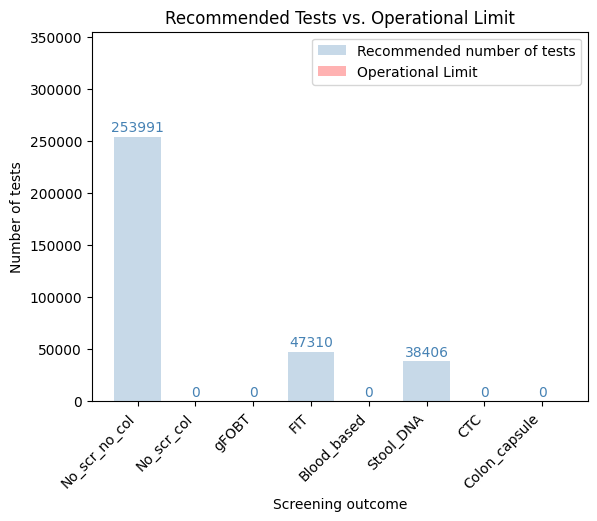 Recommended Tests vs. Operational Limit
Recommended number of tests
Operational Limit
Number of tests
350000
300000
250000
200000
150000
100000
50000
0
253991
0
0
47310
0
38406
0
0
No_scr_no_col
No_scr_col
gFOBT
FIT
Blood_based
Stool_DNA
CTC
Colon_capsule
Screening outcome